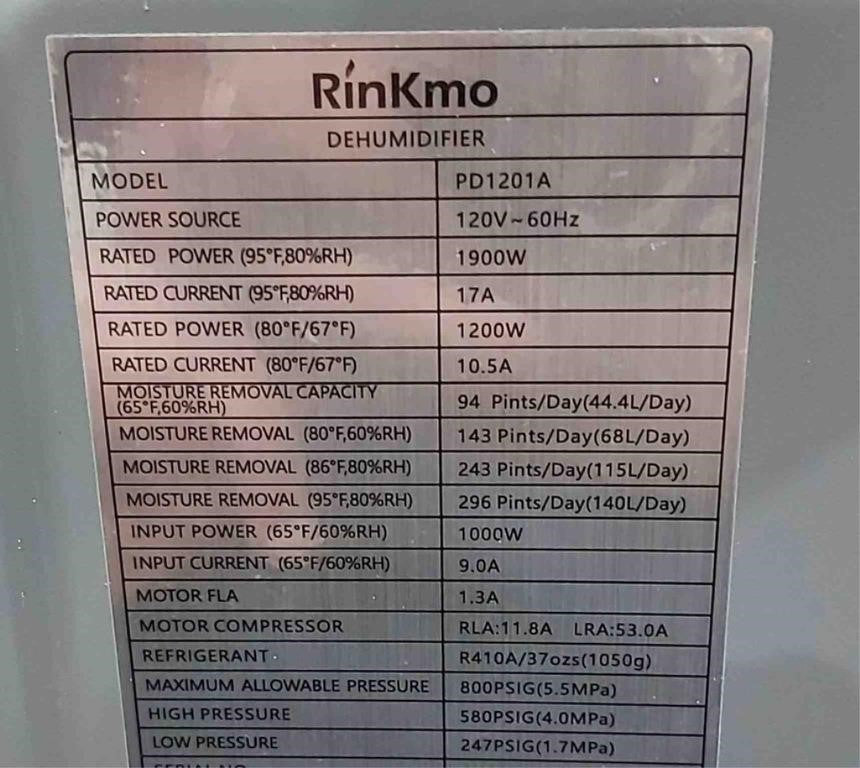 RinKmo
DEHUMIDIFIER
MODEL PD1201A
POWER SOURCE 120V~60Hz
RATED POWER (95°F,80%RH) 1900W
RATED CURRENT (95°F,80%RH) 17A
RATED POWER (80°F/67°F) 1200W
RATED CURRENT (80°F/67°F) 10.5A
MOISTURE REMOVAL CAPACITY
(65°F,60%RH) 94 Pints/Day(44.4L/Day)
MOISTURE REMOVAL (80°F,60%RH) 143 Pints/Day(68L/Day)
MOISTURE REMOVAL (86°F,80%RH) 243 Pints/Day(115L/Day)
MOISTURE REMOVAL (95°F,80%RH) 296 Pints/Day(140L/Day)
INPUT POWER (65°F/60%RH) 1000W
INPUT CURRENT (65°F/60%RH) 9.0A
MOTOR FLA 1.3A
MOTOR COMPRESSOR RLA:11.8A LRA:53.0A
REFRIGERANT R410A/37ozs(1050g)
MAXIMUM ALLOWABLE PRESSURE 800PSIG(5.5MPa)
HIGH PRESSURE 580PSIG(4.0MPa)
LOW PRESSURE 247PSIG(1.7MPa)